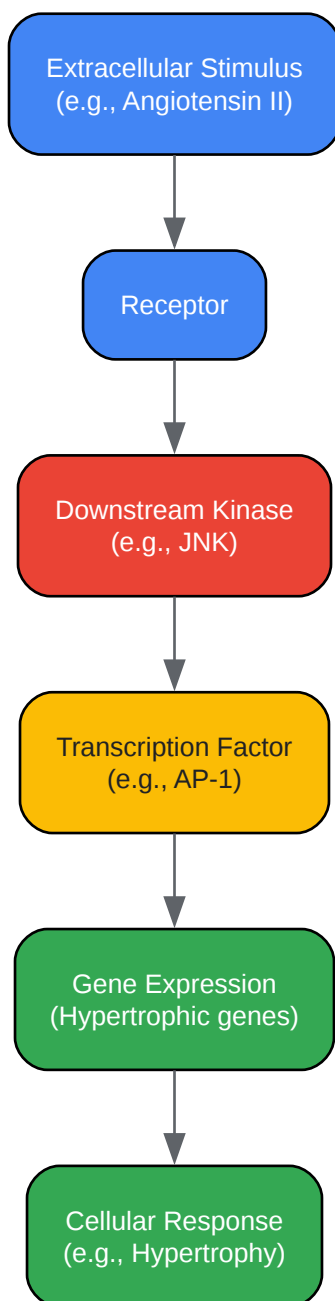 Extracellular Stimulus
(e.g., Angiotensin II)
Receptor
Downstream Kinase
(e.g., JNK)
Transcription Factor
(e.g., AP-1)
Gene Expression
(Hypertrophic genes)
Cellular Response
(e.g., Hypertrophy)